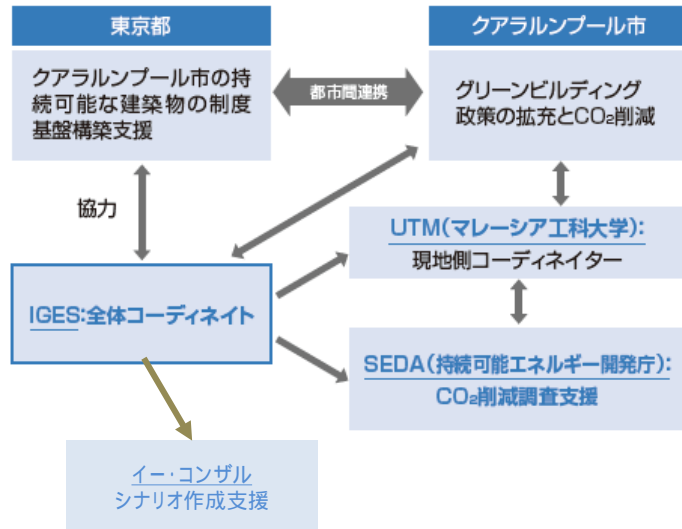 東京都
クアラルンプール市の持
続可能な建築物の制度
基盤構築支援
都市間連携
クアラルンプール市
グリーンビルディング
政策の拡充とCO₂削減
協力
UTM(マレーシア工科大学):
現地側コーディネイター
IGES:全体コーディネイト
SEDA(持続可能エネルギー開発庁):
CO₂削減調査支援
イー・コンザル
シナリオ作成支援